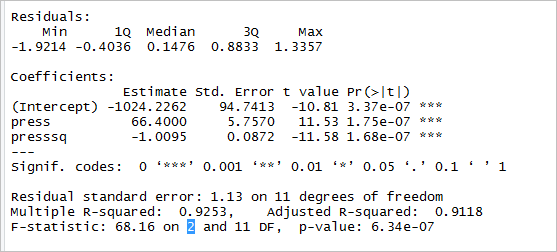 Residuals:
    Min      1Q  Median      3Q     Max
-1.9214 -0.4036  0.1476  0.8833  1.3357
Coefficients:
              Estimate Std. Error t value Pr(>|t|)
(Intercept) -1024.2262    94.7413  -10.81 3.37e-07 ***
press          66.4000     5.7570   11.53 1.75e-07 ***
presssq        -1.0095     0.0872  -11.58 1.68e-07 ***
---
Signif. codes:  0 ‘***’ 0.001 ‘**’ 0.01 ‘*’ 0.05 ‘.’ 0.1 ‘ ’ 1
Residual standard error: 1.13 on 11 degrees of freedom
Multiple R-squared:  0.9253,    Adjusted R-squared:  0.9118
F-statistic: 68.16 on 2 and 11 DF,  p-value: 6.34e-07